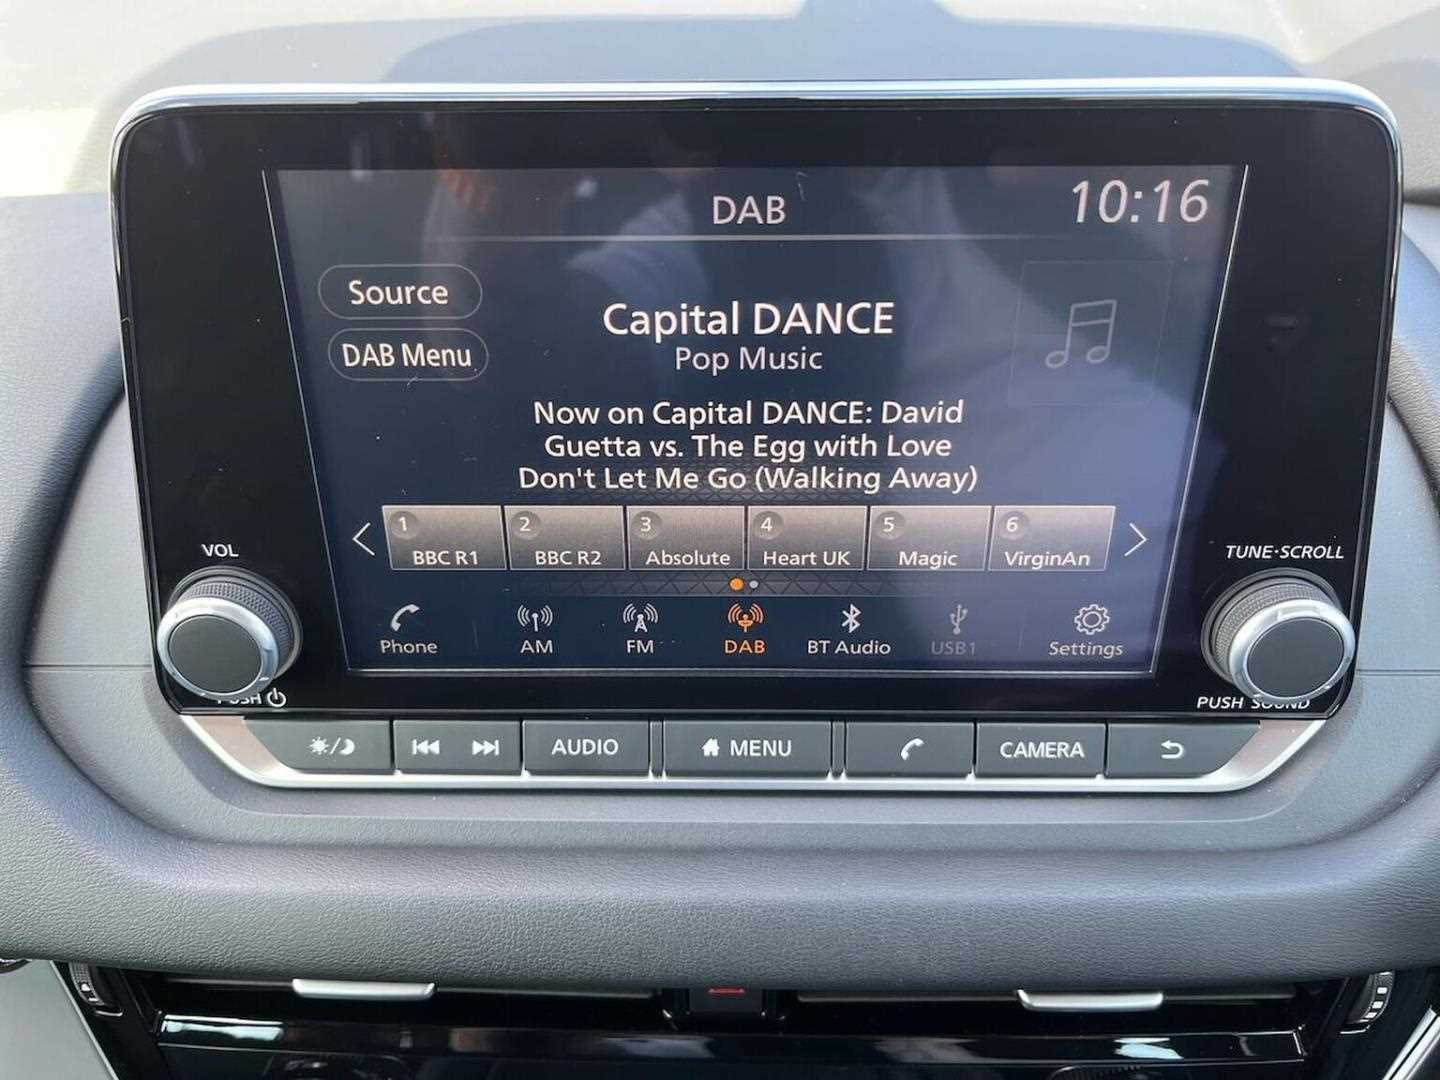 DAB
10:16
Source
DAB Menu
Capital DANCE
Pop Music
Now on Capital DANCE: David
Guetta vs. The Egg with Love
Don't Let Me Go (Walking Away)
1 BBC R1
2 BBC R2
3 Absolute
4 Heart UK
5 Magic
6 VirginAn
Phone
AM
FM
DAB
BT Audio
USB1
Settings
VOL
PUSH
TUNE·SCROLL
PUSH SOUND
AUDIO
MENU
CAMERA